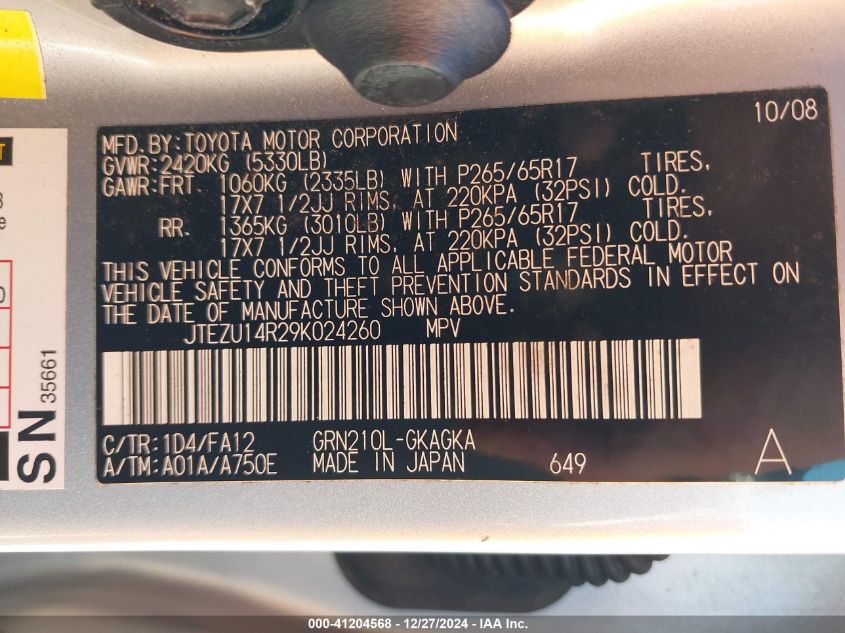 10/08
MFD.BY:TOYOTA MOTOR CORPORATION
GVWR:2420KG (5330LB)
GAWR:FRT. 1060KG (2335LB) WITH P265/65R17 TIRES,
17X7 1/2JJ RIMS, AT 220KPA (32PSI) COLD.
RR. 1365KG (3010LB) WITH P265/65R17 TIRES,
17X7 1/2JJ RIMS, AT 220KPA (32PSI) COLD.
THIS VEHICLE CONFORMS TO ALL APPLICABLE FEDERAL MOTOR
VEHICLE SAFETY AND THEFT PREVENTION STANDARDS IN EFFECT ON
THE DATE OF MANUFACTURE SHOWN ABOVE.
JTEZU14R29K024260 MPV
C/TR:1D4/FA12 GRN210L-GKAGKA
A/TM:A01A/A750E MADE IN JAPAN 649 A
SN 35661
000-41204568 - 12/27/2024 - IAA Inc.